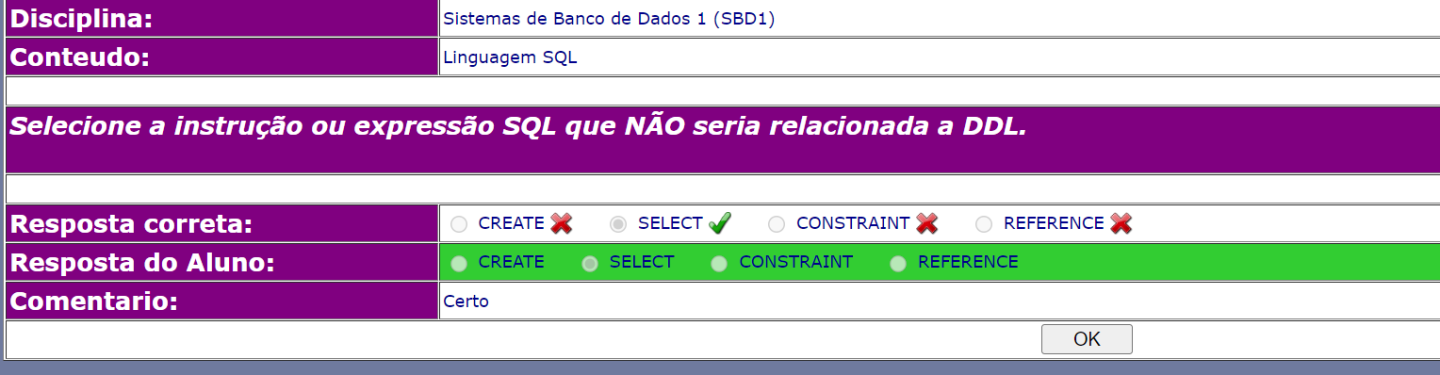 Disciplina: Sistemas de Banco de Dados 1 (SBD1)
Conteudo: Linguagem SQL
Selecione a instrução ou expressão SQL que NÃO seria relacionada a DDL.
Resposta correta: CREATE SELECT CONSTRAINT REFERENCE
Resposta do Aluno: CREATE SELECT CONSTRAINT REFERENCE
Comentario: Certo
OK